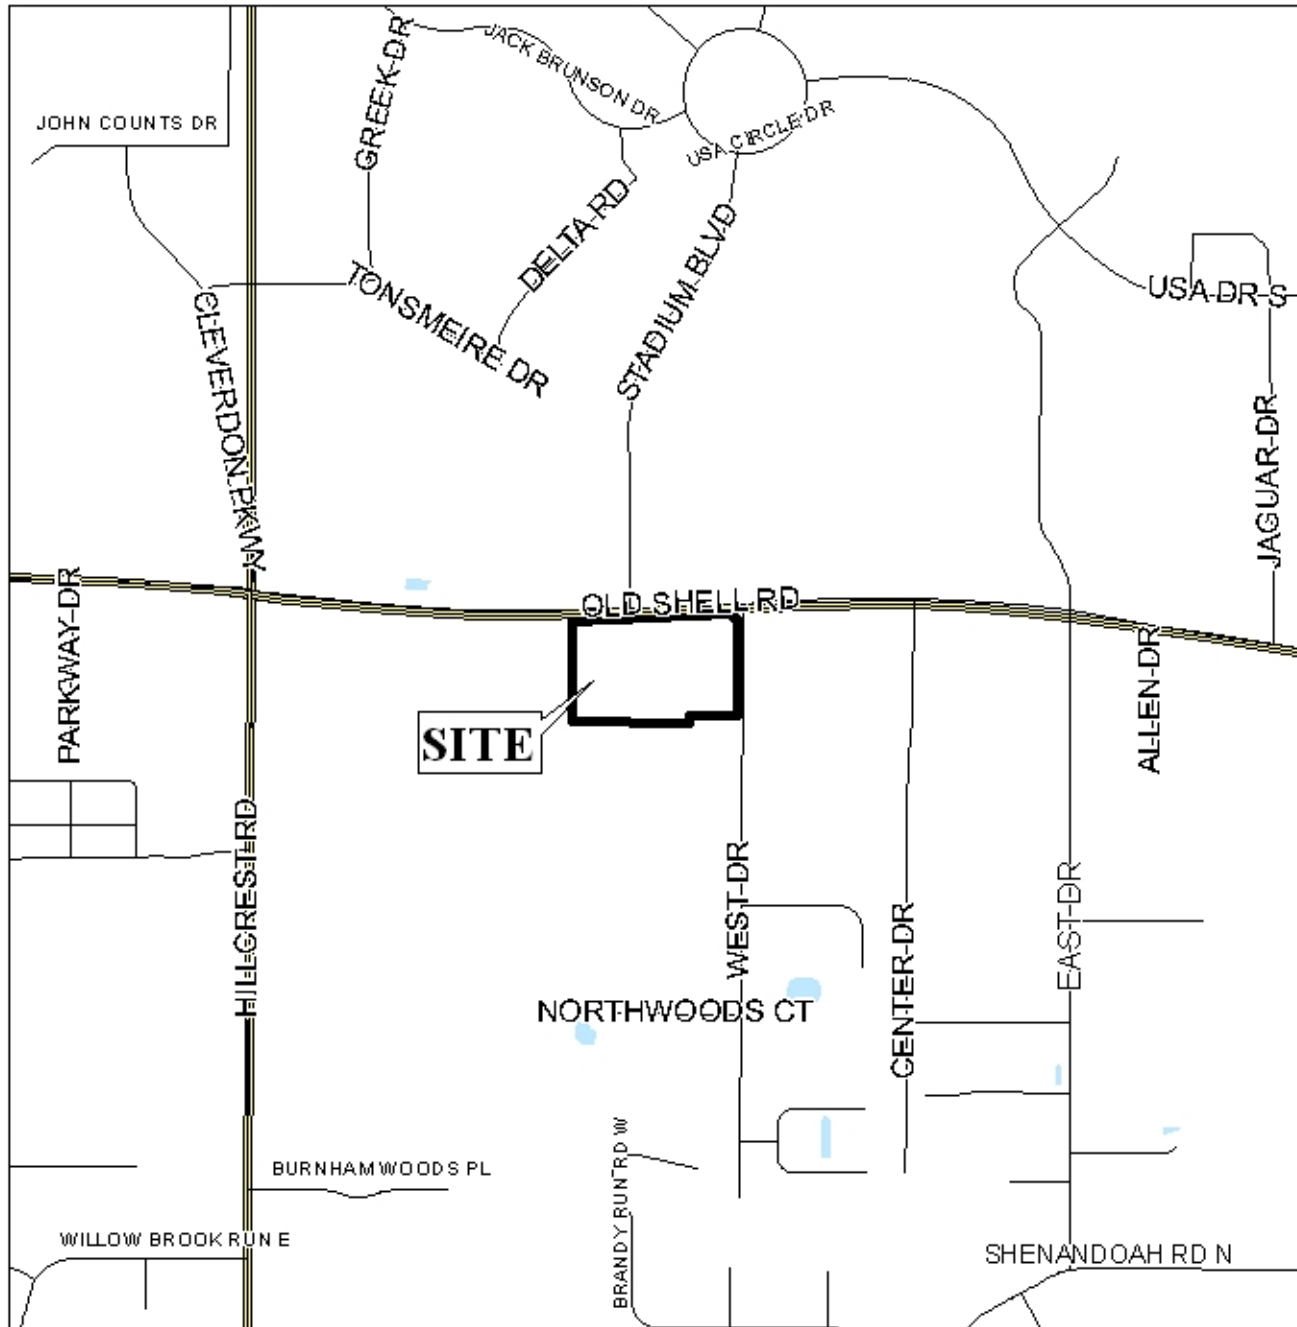 JACK BRUNSON DR
GREEK DR
JOHN COUNTS DR
USA CIRCLE DR
DELTA RD
STADIUM BLVD
TONSMEIRE DR
USA DR S
CLEVERDON PKWY
JAGUAR DR
OLD SHELL RD
PARKWAY DR
ALLEN DR
SITE
HILLCREST RD
WEST DR
EAST DR
CENTER DR
NORTHWOODS CT
BRANDY RUN RD W
BURNHAMWOODS PL
WILLOW BROOK RUN E
SHENANDOAH RD N